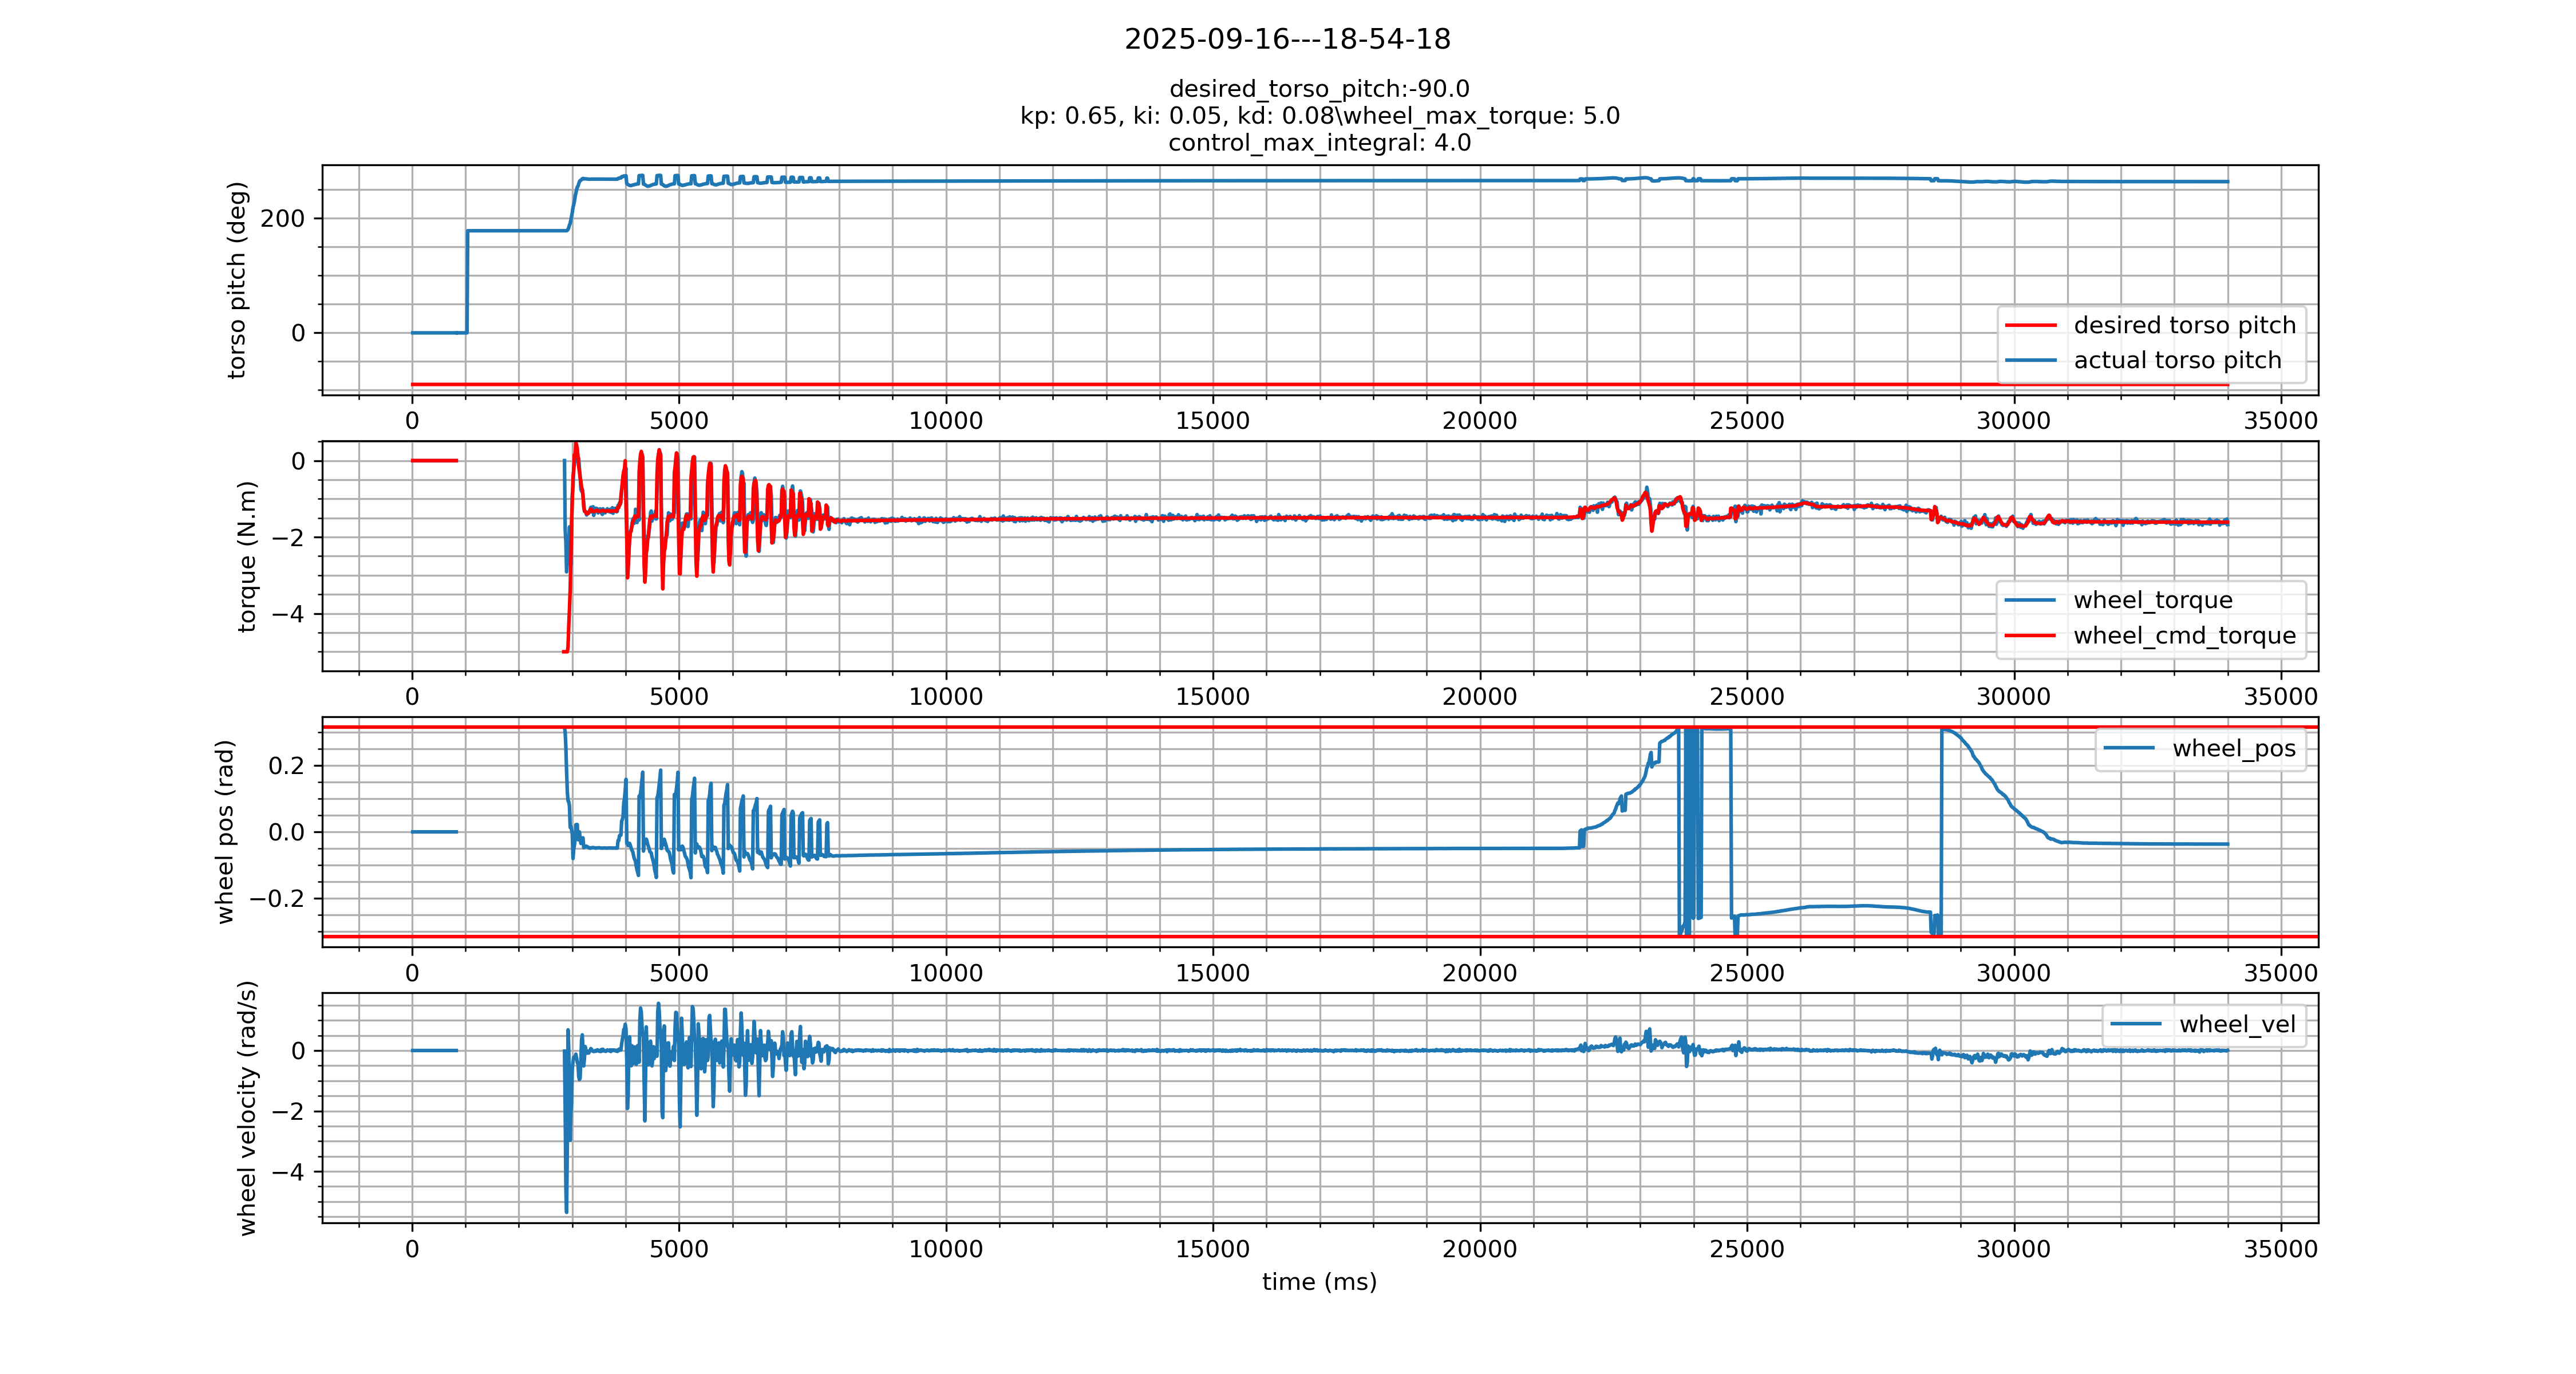 2025-09-16---18-54-18
desired_torso_pitch:-90.0
kp: 0.65, ki: 0.05, kd: 0.08\wheel_max_torque: 5.0
control_max_integral: 4.0
torso pitch (deg)
200
0
desired torso pitch
actual torso pitch
0 5000 10000 15000 20000 25000 30000 35000
torque (N.m)
0
−2
−4
wheel_torque
wheel_cmd_torque
0 5000 10000 15000 20000 25000 30000 35000
wheel pos (rad)
0.2
0.0
−0.2
wheel_pos
0 5000 10000 15000 20000 25000 30000 35000
wheel velocity (rad/s)
0
−2
−4
wheel_vel
0 5000 10000 15000 20000 25000 30000 35000
time (ms)